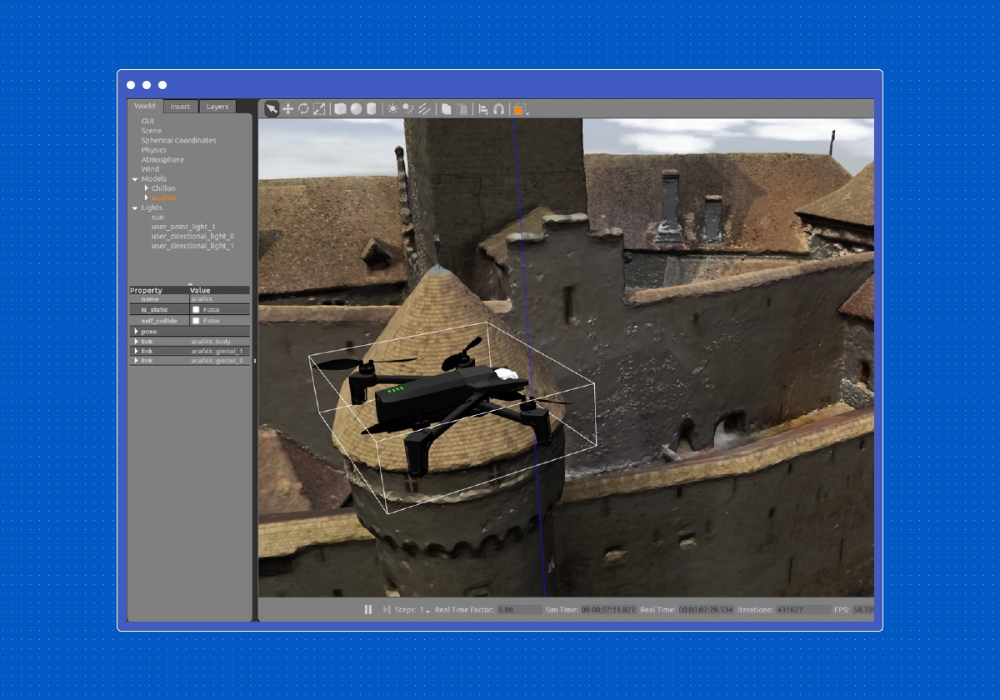 World Insert Layers
GUI
Scene
Spherical Coordinates
Physics
Atmosphere
Wind
Models
Chillon
anafi4k
Lights
sun
user_point_light_1
user_directional_light_0
user_directional_light_1
Property Value
name anafi4k
is_static False
self_collide False
pose
link anafi4k::body
link anafi4k::gimbal_1
link anafi4k::gimbal_2
Steps: 1 Real Time Factor: 0.88 Sim Time: 00 00:07:11.827 Real Time: 00 00:07:28.534 Iterations: 431827 FPS: 58.78